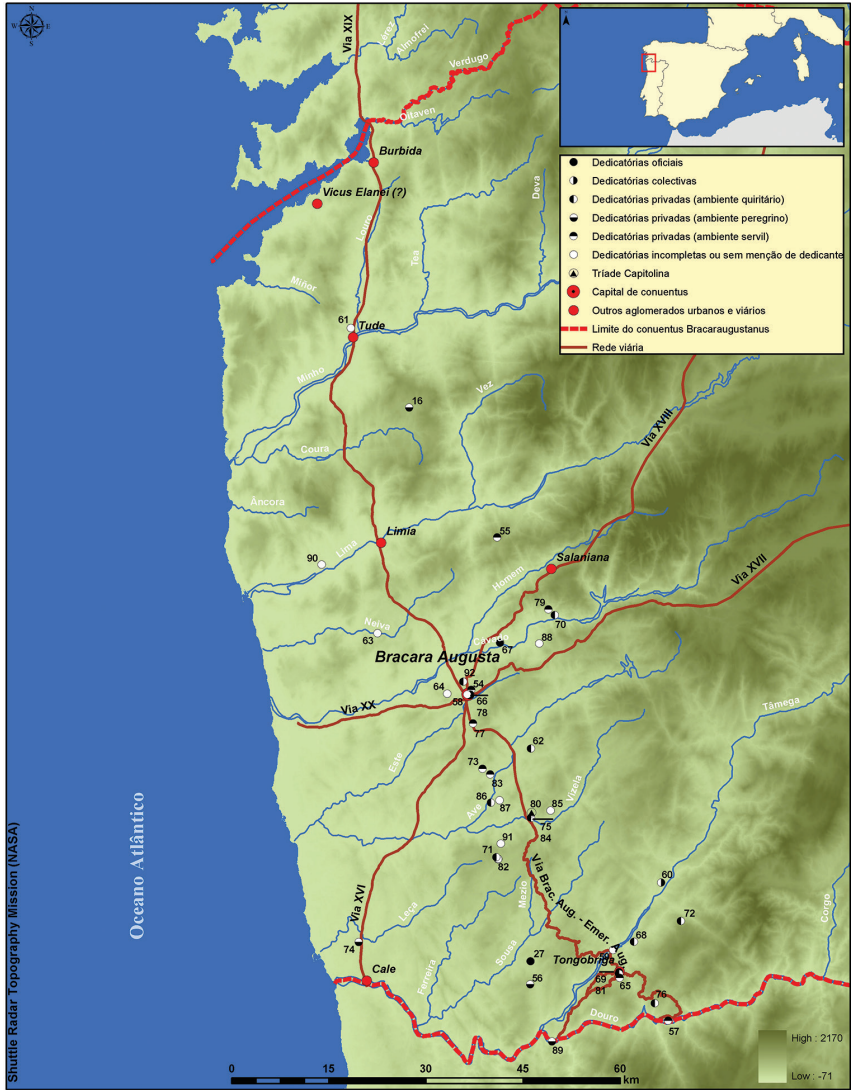 N
N
S
E
W
Via XIX
Lérez
Almofrei
Verdugo
Oitaven
Burbida
Vicus Elanei (?)
Louro
Tea
Deva
Dedicatórias oficiais
Dedicatórias colectivas
Dedicatórias privadas (ambiente quiritário)
Dedicatórias privadas (ambiente peregrino)
Dedicatórias privadas (ambiente servil)
Dedicatórias incompletas ou sem menção de dedicante
Tríade Capitolina
Capital de conuentus
Outros aglomerados urbanos e viários
Limite do conuentus Bracaraugustanus
Rede viária
Miñor
61
Tude
Minho
16
Vez
Via XVIII
Coura
Âncora
Limia
55
90
Lima
Salaniana
Homem
Via XVII
79
70
Neiva
63
Cávado
67
88
Bracara Augusta
92
54
64
58
66
Via XX
78
77
Tâmega
Este
62
73
83
Vizela
86
87
Ave
80
85
75
84
91
71
82
Via Brac. Aug. - Emer. Aug.
60
Mezio
Leça
72
Via XVI
Corgo
74
68
59
Sousa
27
Tongobriga
Ferreira
Cale
69
65
56
81
76
Douro
57
89
Oceano Atlântico
Shuttle Radar Topography Mission (NASA)
High : 2170
Low : -71
0
15
30
60
km